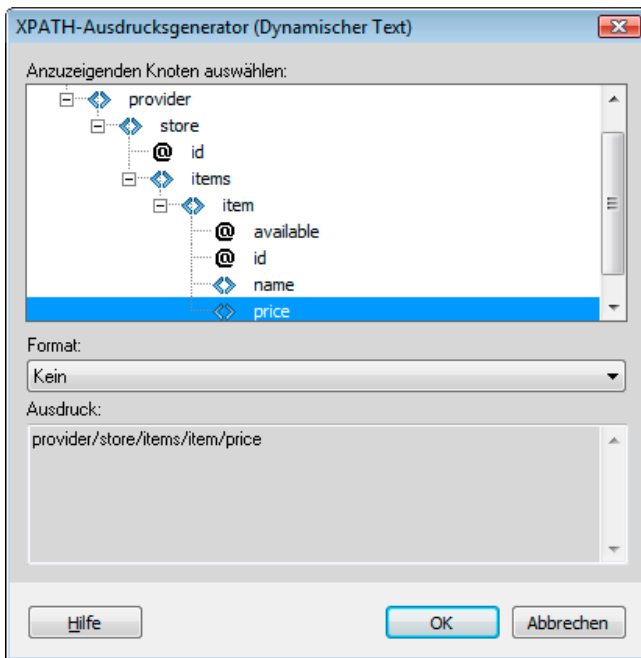 XPATH-Ausdrucksgenerator (Dynamischer Text)
Anzuzeigenden Knoten auswählen:
provider
store
@ id
items
item
@ available
@ id
name
price
Format:
Kein
Ausdruck:
provider/store/items/item/price
Hilfe OK Abbrechen